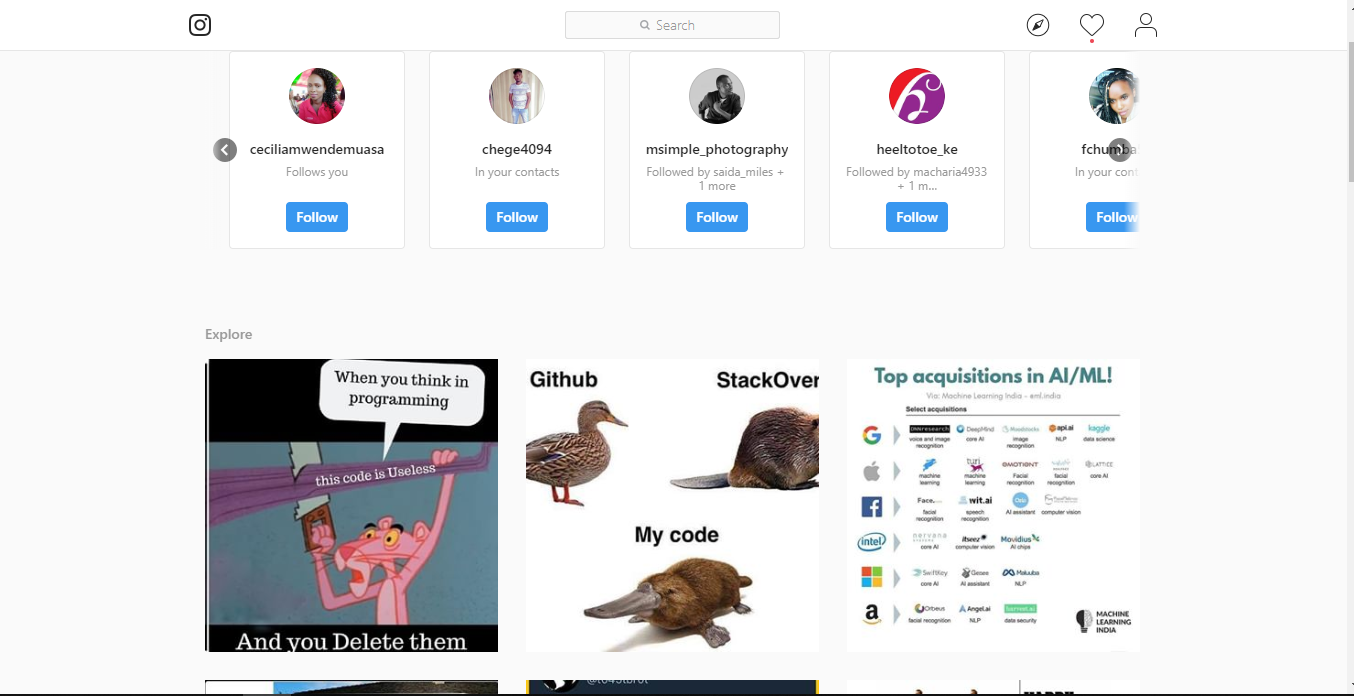 Search
ceciliamwendemuasa
Follows you
Follow
chege4094
In your contacts
Follow
msimple_photography
Followed by saida_miles +
1 more
Follow
heeltotoe_ke
Followed by macharia4933
+ 1 m...
Follow
fchumba
In your cont
Follow
Explore
When you think in
programming
this code is Useless
And you Delete them
Github
StackOver
My code
Top acquisitions in AI/ML!
Via: Machine Learning India - @ml.india
Select acquisitions
DNNresearch
voice and image
recognition
DeepMind
core AI
Moodstocks
image
recognition
api.ai
NLP
kaggle
data science
machine
learning
turi
machine
learning
EMOTIENT
Facial
recognition
facial
recognition
LATTICE
core AI
Face
facial
recognition
wit.ai
speech
recognition
Ozlo
AI assistant
computer vision
intel
nervana
core AI
itseez
computer vision
Movidius
AI chips
SwiftKey
core AI
Genee
AI assistant
Maluuba
NLP
a
Orbeus
facial recognition
Angel.ai
NLP
harvest.ai
data security
MACHINE
LEARNING
INDIA